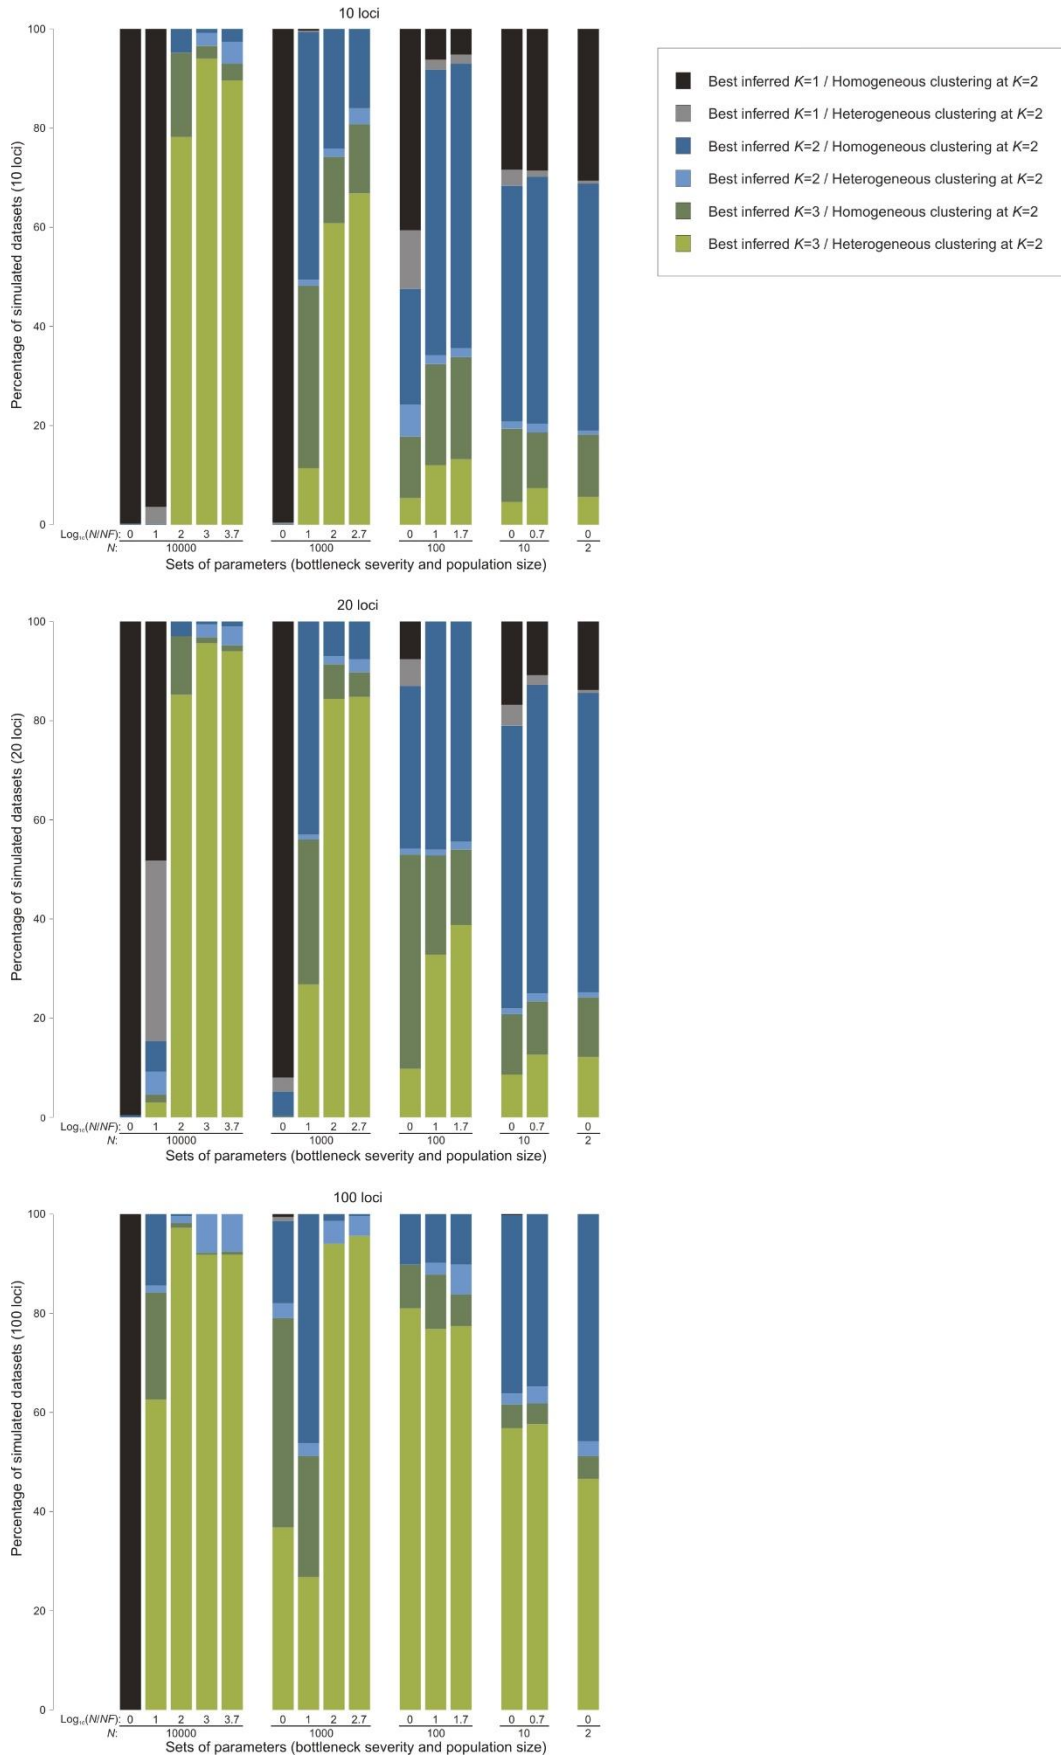 10 loci
100
80
60
40
20
0
Percentage of simulated datasets (10 loci)
Best inferred K=1 / Homogeneous clustering at K=2
Best inferred K=1 / Heterogeneous clustering at K=2
Best inferred K=2 / Homogeneous clustering at K=2
Best inferred K=2 / Heterogeneous clustering at K=2
Best inferred K=3 / Homogeneous clustering at K=2
Best inferred K=3 / Heterogeneous clustering at K=2
Log₁₀(N/NF): 0 1 2 3 3.7 0 1 2 2.7 0 1 1.7 0 0.7 0
N: 10000 1000 100 10 2
Sets of parameters (bottleneck severity and population size)
20 loci
100
80
60
40
20
0
Percentage of simulated datasets (20 loci)
Log₁₀(N/NF): 0 1 2 3 3.7 0 1 2 2.7 0 1 1.7 0 0.7 0
N: 10000 1000 100 10 2
Sets of parameters (bottleneck severity and population size)
100 loci
100
80
60
40
20
0
Percentage of simulated datasets (100 loci)
Log₁₀(N/NF): 0 1 2 3 3.7 0 1 2 2.7 0 1 1.7 0 0.7 0
N: 10000 1000 100 10 2
Sets of parameters (bottleneck severity and population size)